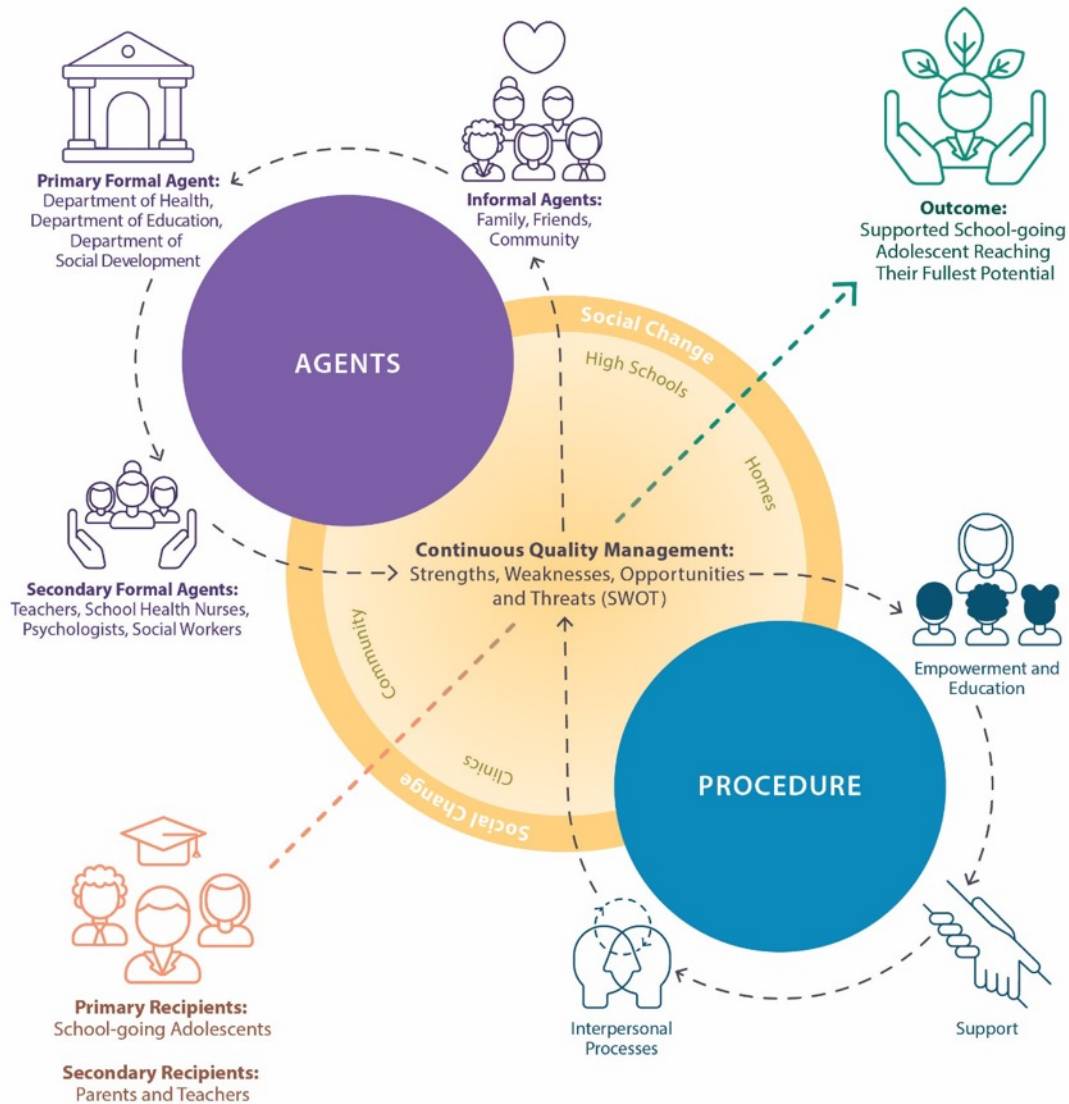 Primary Formal Agent:
Department of Health,
Department of Education,
Department of
Social Development
Informal Agents:
Family, Friends,
Community
Outcome:
Supported School-going
Adolescent Reaching
Their Fullest Potential
AGENTS
Social Change
High Schools
Homes
Secondary Formal Agents:
Teachers, School Health Nurses,
Psychologists, Social Workers
Continuous Quality Management:
Strengths, Weaknesses, Opportunities
and Threats (SWOT)
Community
Clinics
Social Change
Empowerment and
Education
PROCEDURE
Primary Recipients:
School-going Adolescents
Secondary Recipients:
Parents and Teachers
Interpersonal
Processes
Support